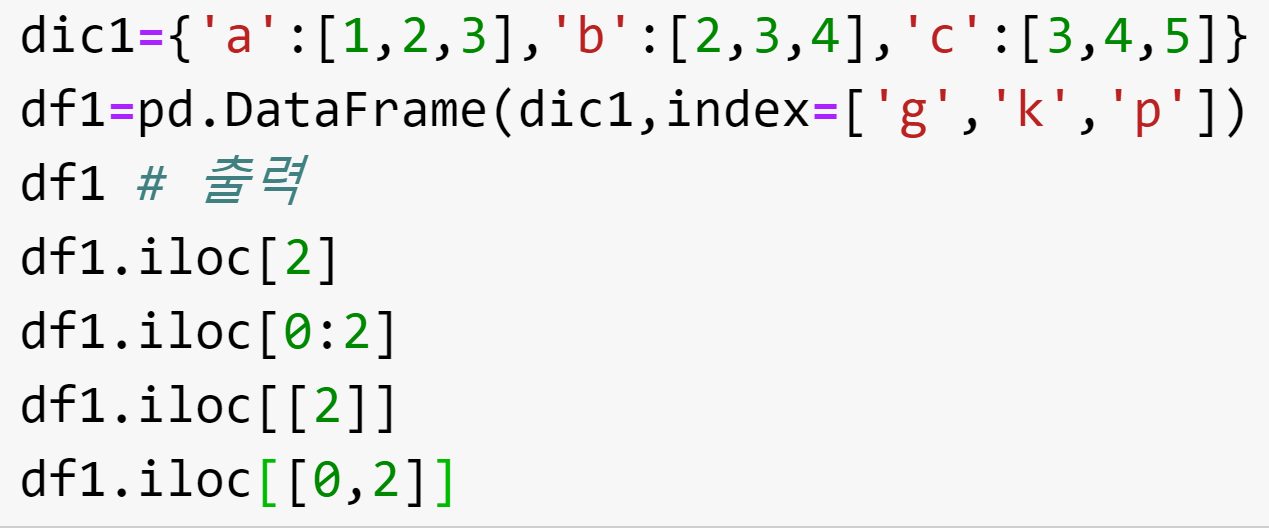 dic1={'a':[1,2,3],'b':[2,3,4],'c':[3,4,5]}
df1=pd.DataFrame(dic1,index=['g','k','p'])
df1 # 출력
df1.iloc[2]
df1.iloc[0:2]
df1.iloc[[2]]
df1.iloc[[0,2]]